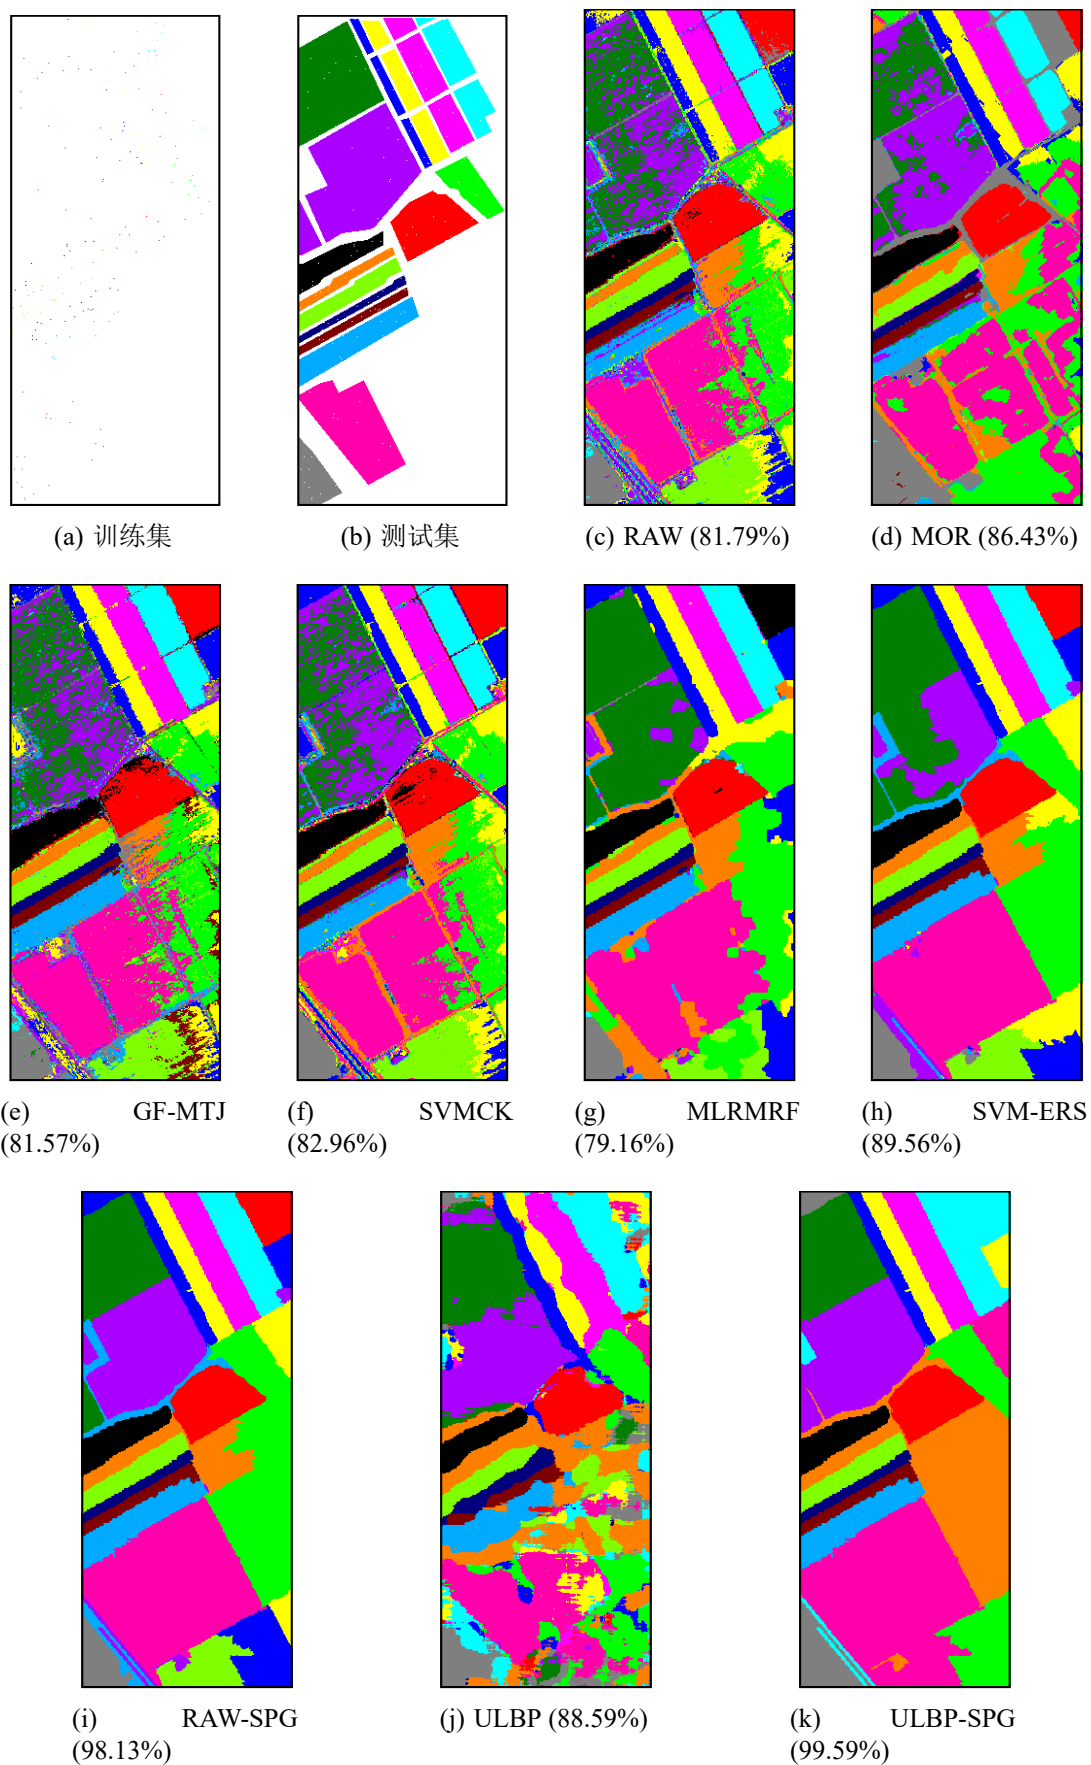 (a) 训练集
(b) 测试集
(c) RAW (81.79%)
(d) MOR (86.43%)
(e) GF-MTJ
(81.57%)
(f) SVMCK
(82.96%)
(g) MLRMRF
(79.16%)
(h) SVM-ERS
(89.56%)
(i) RAW-SPG
(98.13%)
(j) ULBP (88.59%)
(k) ULBP-SPG
(99.59%)